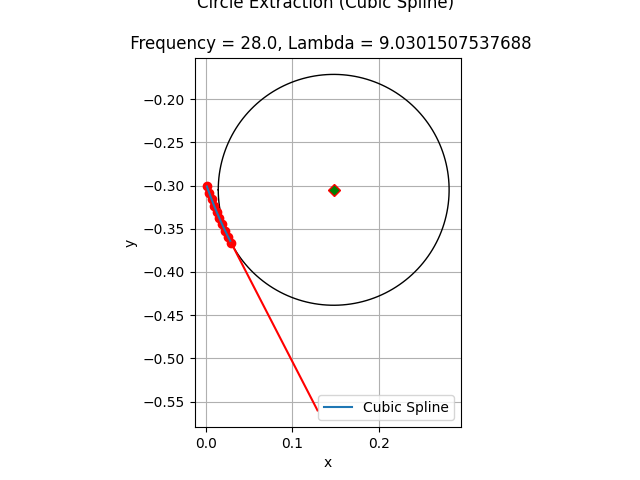 Circle Extraction (Cubic Spline)
Frequency = 28.0, Lambda = 9.0301507537688
−0.20
−0.25
−0.30
−0.35
−0.40
−0.45
−0.50
−0.55
y
Cubic Spline
0.0 0.1 0.2
x